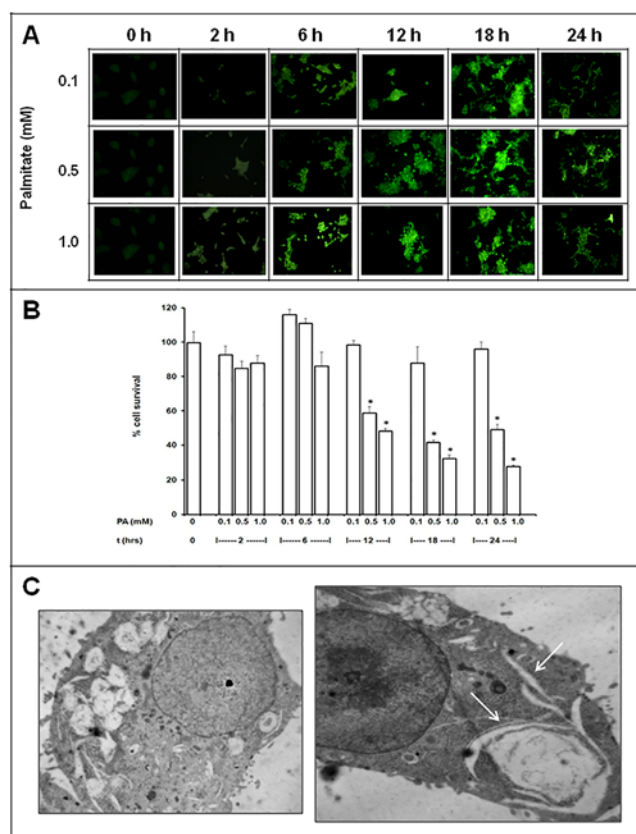 A
0 h 2 h 6 h 12 h 18 h 24 h
Palmitate (mM)
0.1
0.5
1.0
B
% cell survival
120
100
80
60
40
20
0
* * * * * *
PA (mM) 0 0.1 0.5 1.0 0.1 0.5 1.0 0.1 0.5 1.0 0.1 0.5 1.0 0.1 0.5 1.0
t (hrs) 0 I------ 2 ------I I------ 6 ------I I---- 12 ----I I---- 18 ----I I---- 24 ----I
C